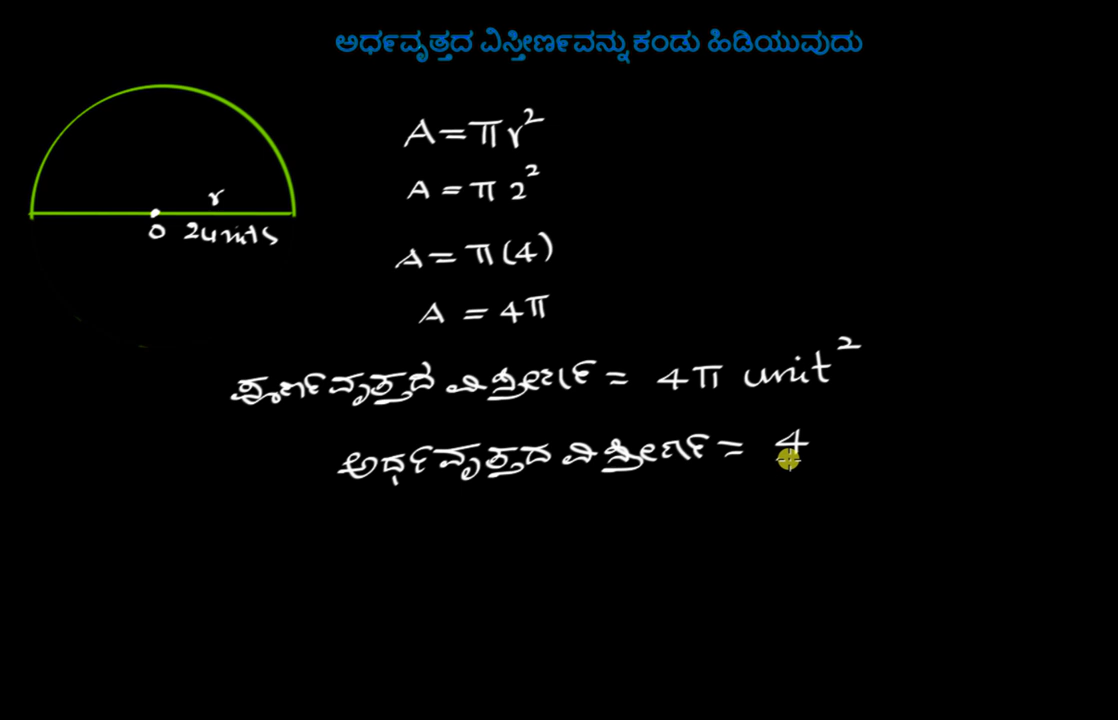 ಅರ್ಧವೃತ್ತದ ವಿಸ್ತೀರ್ಣವನ್ನು ಕಂಡು ಹಿಡಿಯುವುದು
A = πr²
A = π 2²
r
O 2units
A = π(4)
A = 4π
ಪೂರ್ಣವೃತ್ತದ ವಿಸ್ತೀರ್ಣ = 4π unit²
ಅರ್ಧವೃತ್ತದ ವಿಸ್ತೀರ್ಣ = 4